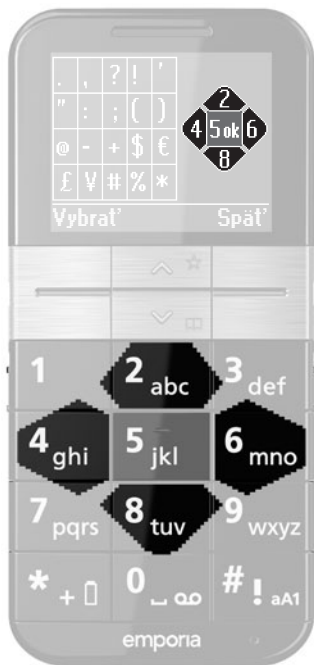 . , ? ! '
" : ; ( )
@ - + $ €
£ ¥ # % *
2
4 5ok 6
8
Vybrať Späť
1 2 abc 3 def
4 ghi 5 jkl 6 mno
7 pqrs 8 tuv 9 wxyz
* + 0 # ! aA1
emporia